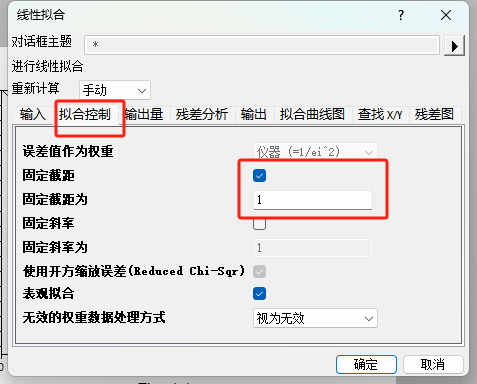 线性拟合 ? ×
对话框主题 *
进行线性拟合
重新计算 手动
输入 拟合控制 输出量 残差分析 输出 拟合曲线图 查找 X/Y 残差图
误差值作为权重 仪器 (=1/ei^2)
固定截距
固定截距为 1
固定斜率
固定斜率为 1
使用开方缩放误差(Reduced Chi-Sqr)
表观拟合
无效的权重数据处理方式 视为无效
确定 取消